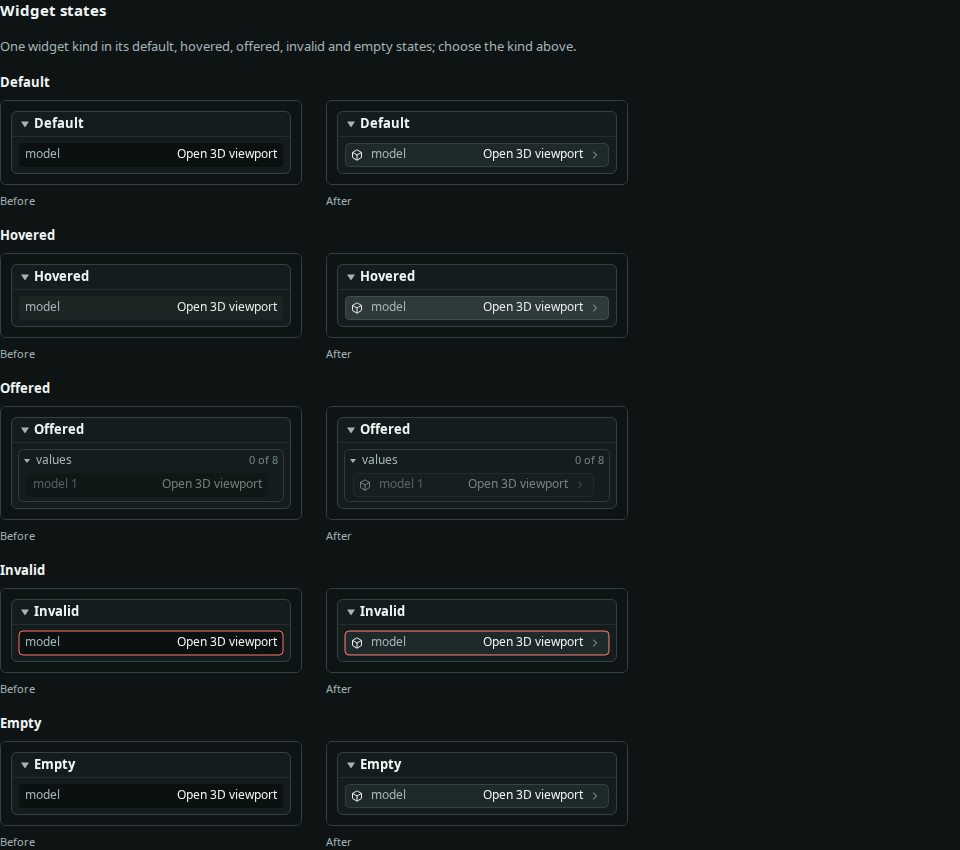 Widget states
One widget kind in its default, hovered, offered, invalid and empty states; choose the kind above.
Default
Default
model Open 3D viewport
Before
Default
model Open 3D viewport
After
Hovered
Hovered
model Open 3D viewport
Before
Hovered
model Open 3D viewport
After
Offered
Offered
values 0 of 8
model 1 Open 3D viewport
Before
Offered
values 0 of 8
model 1 Open 3D viewport
After
Invalid
Invalid
model Open 3D viewport
Before
Invalid
model Open 3D viewport
After
Empty
Empty
model Open 3D viewport
Before
Empty
model Open 3D viewport
After